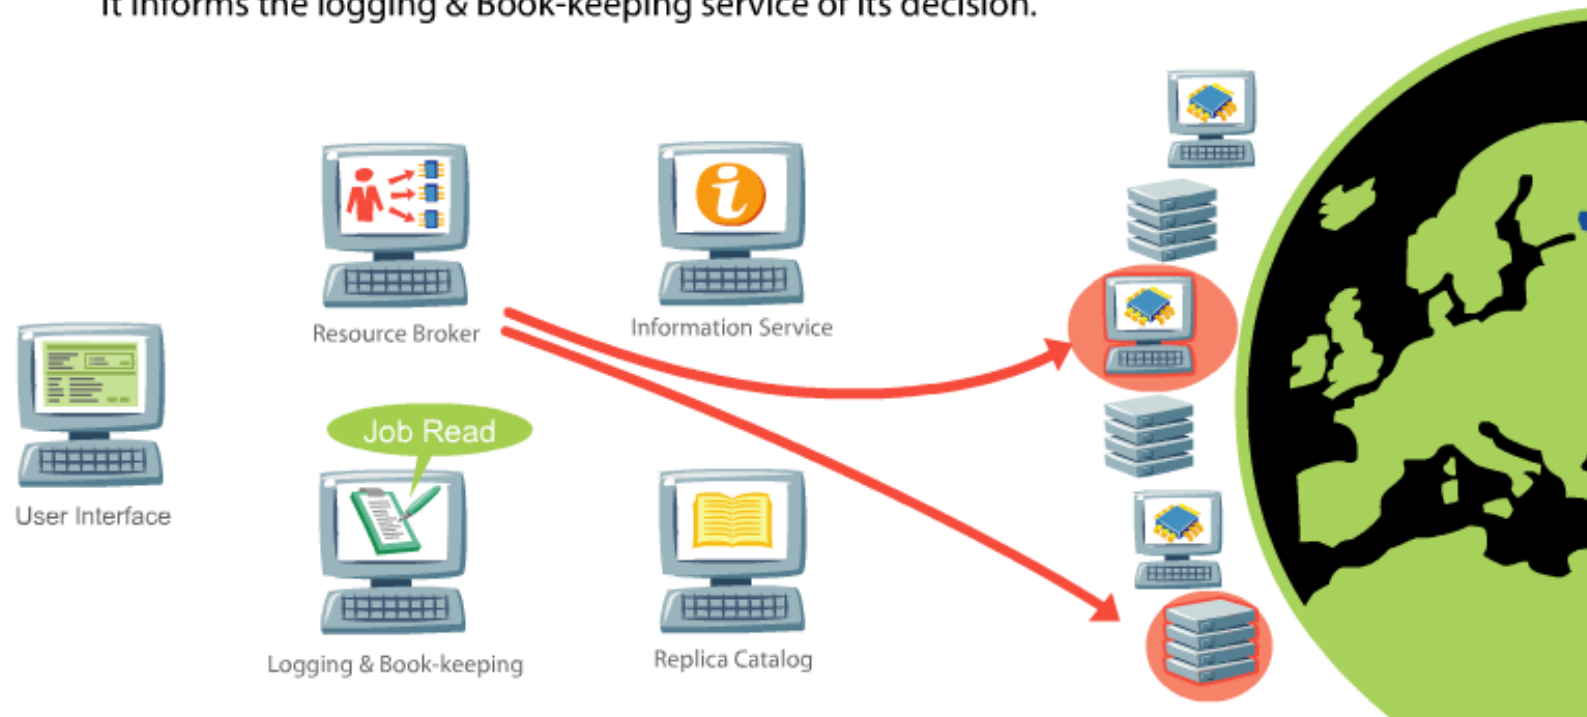 It informs the logging & Book-keeping service of its decision.
Resource Broker
Information Service
Job Read
User Interface
Logging & Book-keeping
Replica Catalog